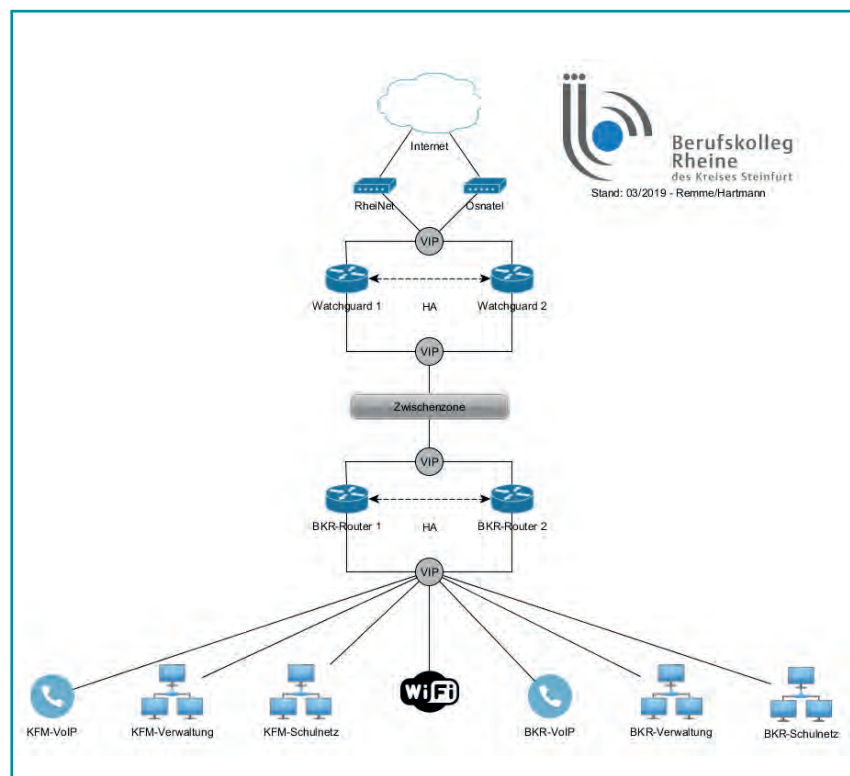 Internet
Berufskolleg
Rheine
des Kreises Steinfurt
Stand: 03/2019 - Remme/Hartmann
RheiNet
Osnatel
VIP
Watchguard 1
HA
Watchguard 2
VIP
Zwischenzone
VIP
BKR-Router 1
HA
BKR-Router 2
VIP
WiFi
KFM-VoIP
KFM-Verwaltung
KFM-Schulnetz
BKR-VoIP
BKR-Verwaltung
BKR-Schulnetz